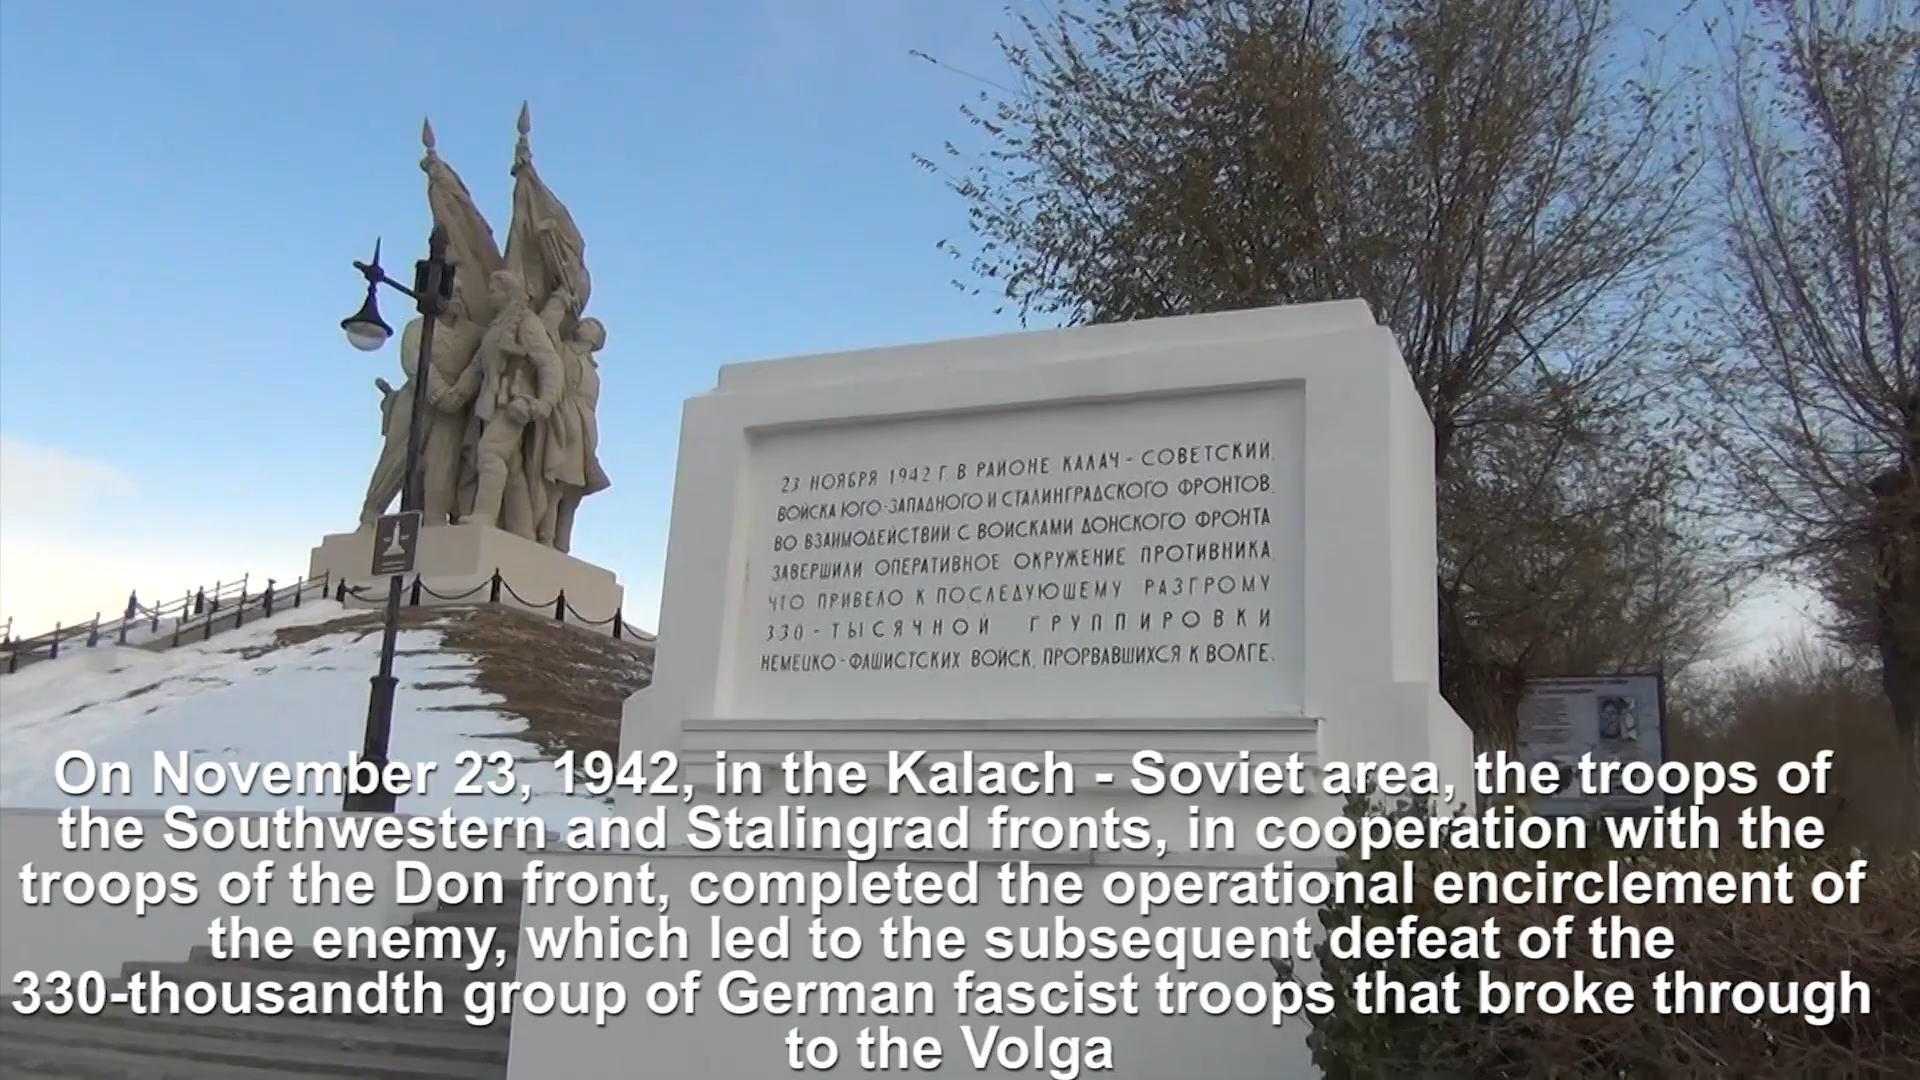 23 НОЯБРЯ 1942 Г. В РАЙОНЕ КАЛАЧ - СОВЕТСКИЙ,
ВОЙСКА ЮГО-ЗАПАДНОГО И СТАЛИНГРАДСКОГО ФРОНТОВ,
ВО ВЗАИМОДЕЙСТВИИ С ВОЙСКАМИ ДОНСКОГО ФРОНТА
ЗАВЕРШИЛИ ОПЕРАТИВНОЕ ОКРУЖЕНИЕ ПРОТИВНИКА,
ЧТО ПРИВЕЛО К ПОСЛЕДУЮЩЕМУ РАЗГРОМУ
330-ТЫСЯЧНОЙ ГРУППИРОВКИ
НЕМЕЦКО-ФАШИСТСКИХ ВОЙСК, ПРОРВАВШИХСЯ К ВОЛГЕ.
On November 23, 1942, in the Kalach - Soviet area, the troops of
the Southwestern and Stalingrad fronts, in cooperation with the
troops of the Don front, completed the operational encirclement of
the enemy, which led to the subsequent defeat of the
330-thousandth group of German fascist troops that broke through
to the Volga